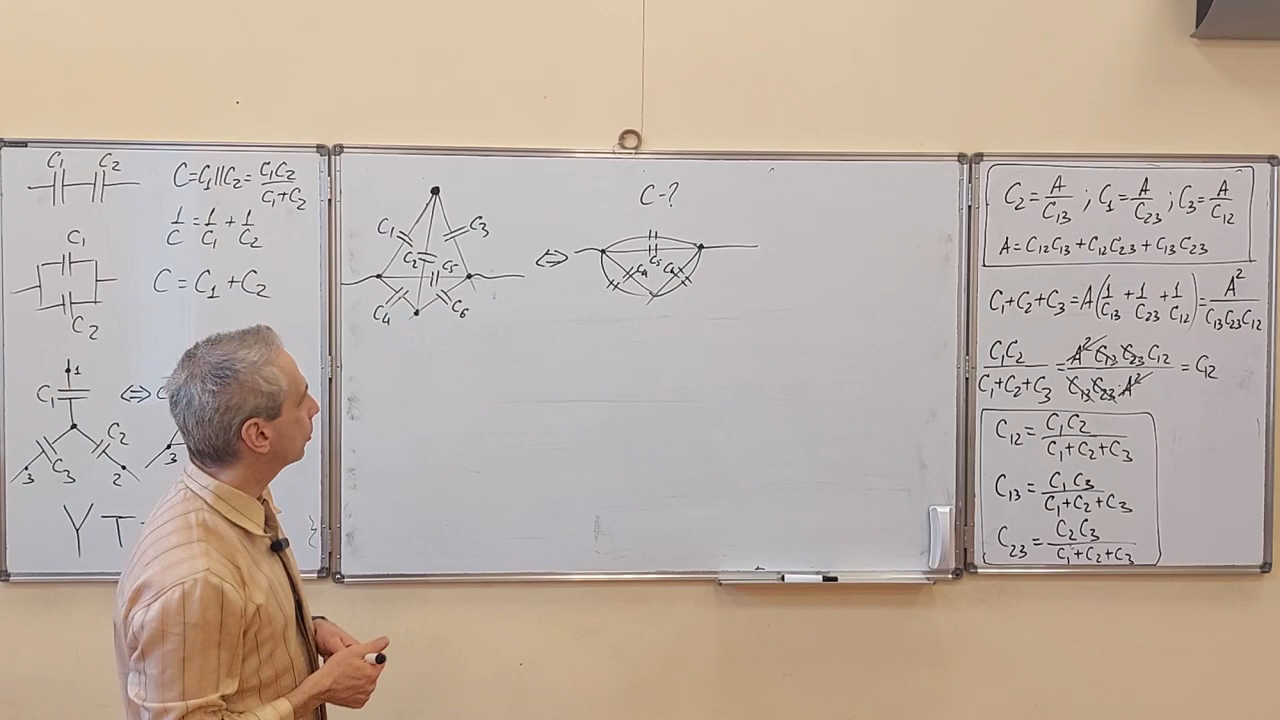 C₁ C₂
C=C₁||C₂=C₁C₂/C₁+C₂
1/C=1/C₁+1/C₂
C₁
C₂
C=C₁+C₂
1
C₁ ⇔ C
C₃ C₂
3 2
3
Y T
C₁ C₂ C₃
C₅
C₄ C₆
⇔
C-?
C₅
C₄ C₆
C₂=A/C₁₃ ; C₁=A/C₂₃ ; C₃=A/C₁₂
A=C₁₂C₁₃+C₁₂C₂₃+C₁₃C₂₃
C₁+C₂+C₃=A(1/C₁₃+1/C₂₃+1/C₁₂)=A²/C₁₃C₂₃C₁₂
C₁C₂/C₁+C₂+C₃=A²C₁₃C₂₃C₁₂/C₁₃C₂₃A²=C₁₂
C₁₂=C₁C₂/C₁+C₂+C₃
C₁₃=C₁C₃/C₁+C₂+C₃
C₂₃=C₂C₃/C₁+C₂+C₃